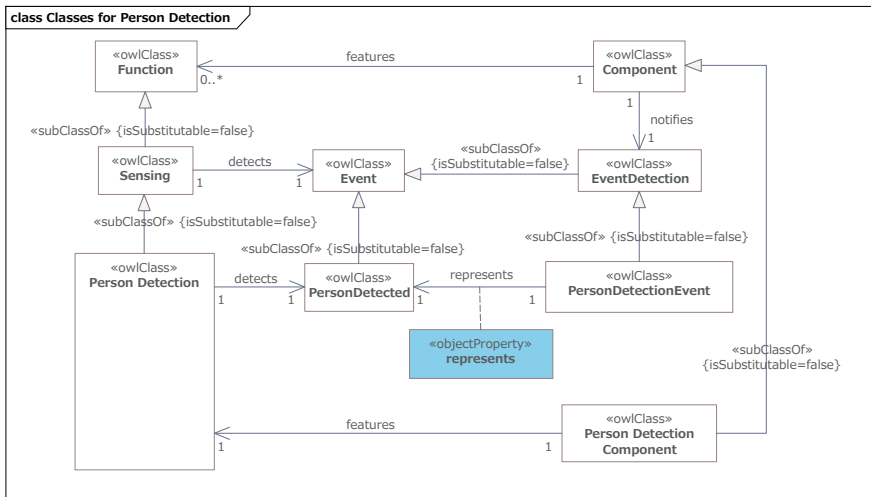 class Classes for Person Detection
«owlClass»
Function
features
0..*
1
«owlClass»
Component
1
notifies
1
«subClassOf» {isSubstitutable=false}
«owlClass»
Sensing
detects
1
1
«owlClass»
Event
«subClassOf»
{isSubstitutable=false}
«owlClass»
EventDetection
«subClassOf» {isSubstitutable=false}
«subClassOf» {isSubstitutable=false}
«subClassOf» {isSubstitutable=false}
«owlClass»
Person Detection
detects
1
1
«owlClass»
PersonDetected
represents
1
1
«owlClass»
PersonDetectionEvent
«objectProperty»
represents
«subClassOf»
{isSubstitutable=false}
features
1
1
«owlClass»
Person Detection
Component